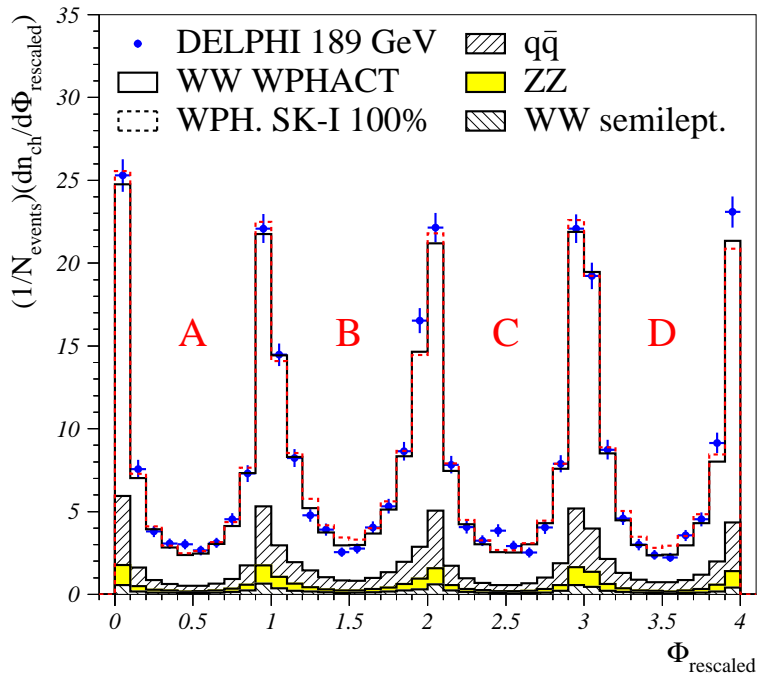 (1/N_events)(dn_ch/dΦ_rescaled)
35
30
25
20
15
10
5
0
DELPHI 189 GeV
WW WPHACT
WPH. SK-I 100%
qq̄
ZZ
WW semilept.
A B C D
0 0.5 1 1.5 2 2.5 3 3.5 4
Φ_rescaled